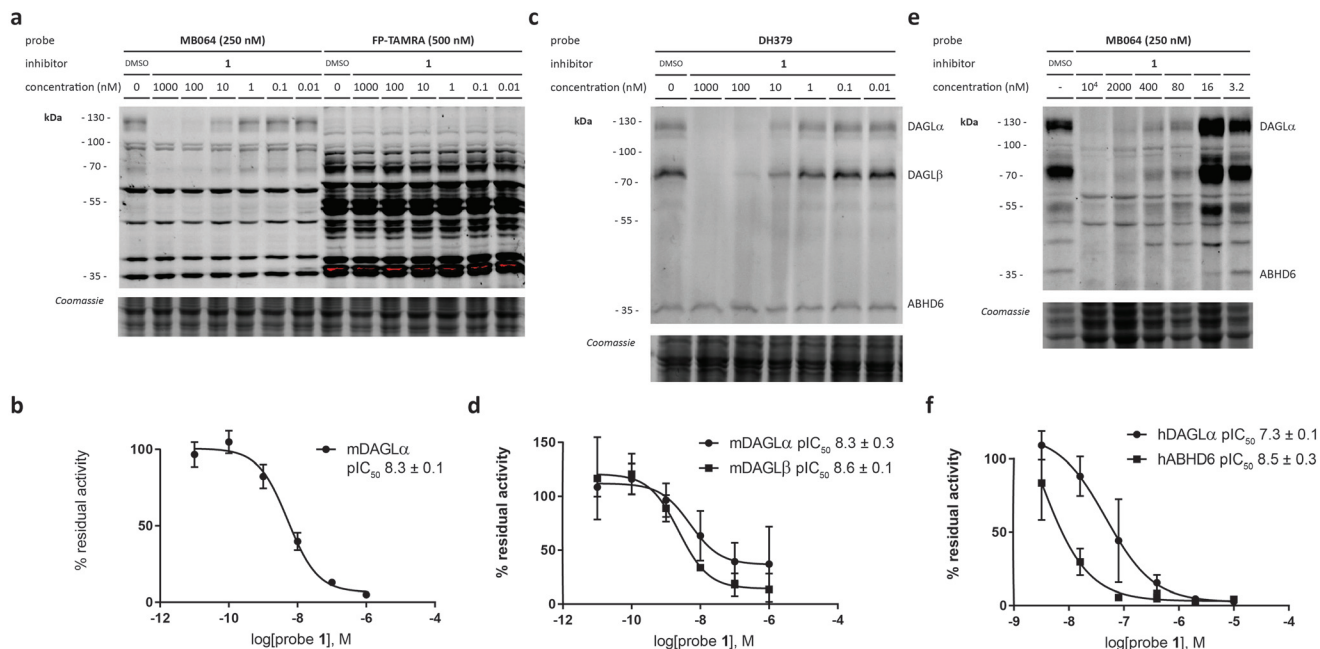 a
probe MB064 (250 nM) FP-TAMRA (500 nM)
inhibitor DMSO 1 DMSO 1
concentration (nM) 0 1000 100 10 1 0.1 0.01 0 1000 100 10 1 0.1 0.01
kDa
- 130 -
- 100 -
- 70 -
- 55 -
- 35 -
Coomassie
b
% residual activity
100
50
0
-12 -10 -8 -6 -4
log[probe 1], M
mDAGLα
pIC50 8.3 ± 0.1
c
probe DH379
inhibitor DMSO 1
concentration (nM) 0 1000 100 10 1 0.1 0.01
kDa
- 130 - DAGLα
- 100 -
- 70 - DAGLβ
- 55 -
- 35 - ABHD6
Coomassie
d
% residual activity
150
100
50
0
-12 -10 -8 -6 -4
log[probe 1], M
mDAGLα pIC50 8.3 ± 0.3
mDAGLβ pIC50 8.6 ± 0.1
e
probe MB064 (250 nM)
inhibitor DMSO 1
concentration (nM) - 10⁴ 2000 400 80 16 3.2
kDa
- 130 - DAGLα
- 100 -
- 70 -
- 55 -
- 35 - ABHD6
Coomassie
f
% residual activity
100
50
0
-9 -8 -7 -6 -5 -4
log[probe 1], M
hDAGLα pIC50 7.3 ± 0.1
hABHD6 pIC50 8.5 ± 0.3